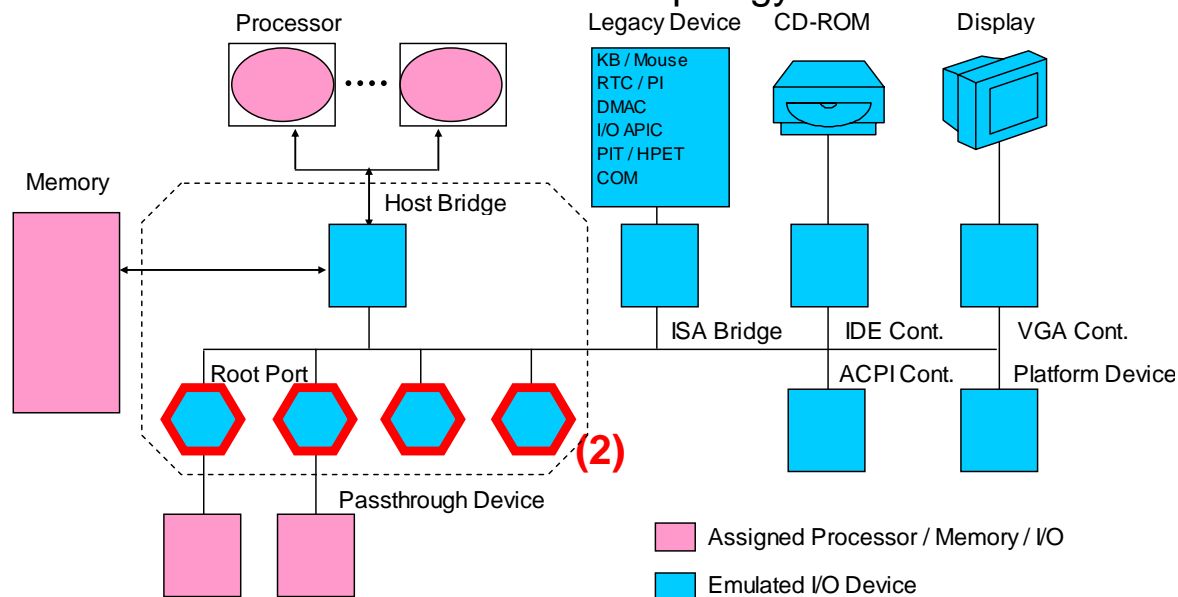 Processor
Legacy Device
CD-ROM
Display
KB / Mouse
RTC / PI
DMAC
I/O APIC
PIT / HPET
COM
Memory
Host Bridge
ISA Bridge
IDE Cont.
VGA Cont.
Root Port
ACPI Cont.
Platform Device
(2)
Passthrough Device
Assigned Processor / Memory / I/O
Emulated I/O Device